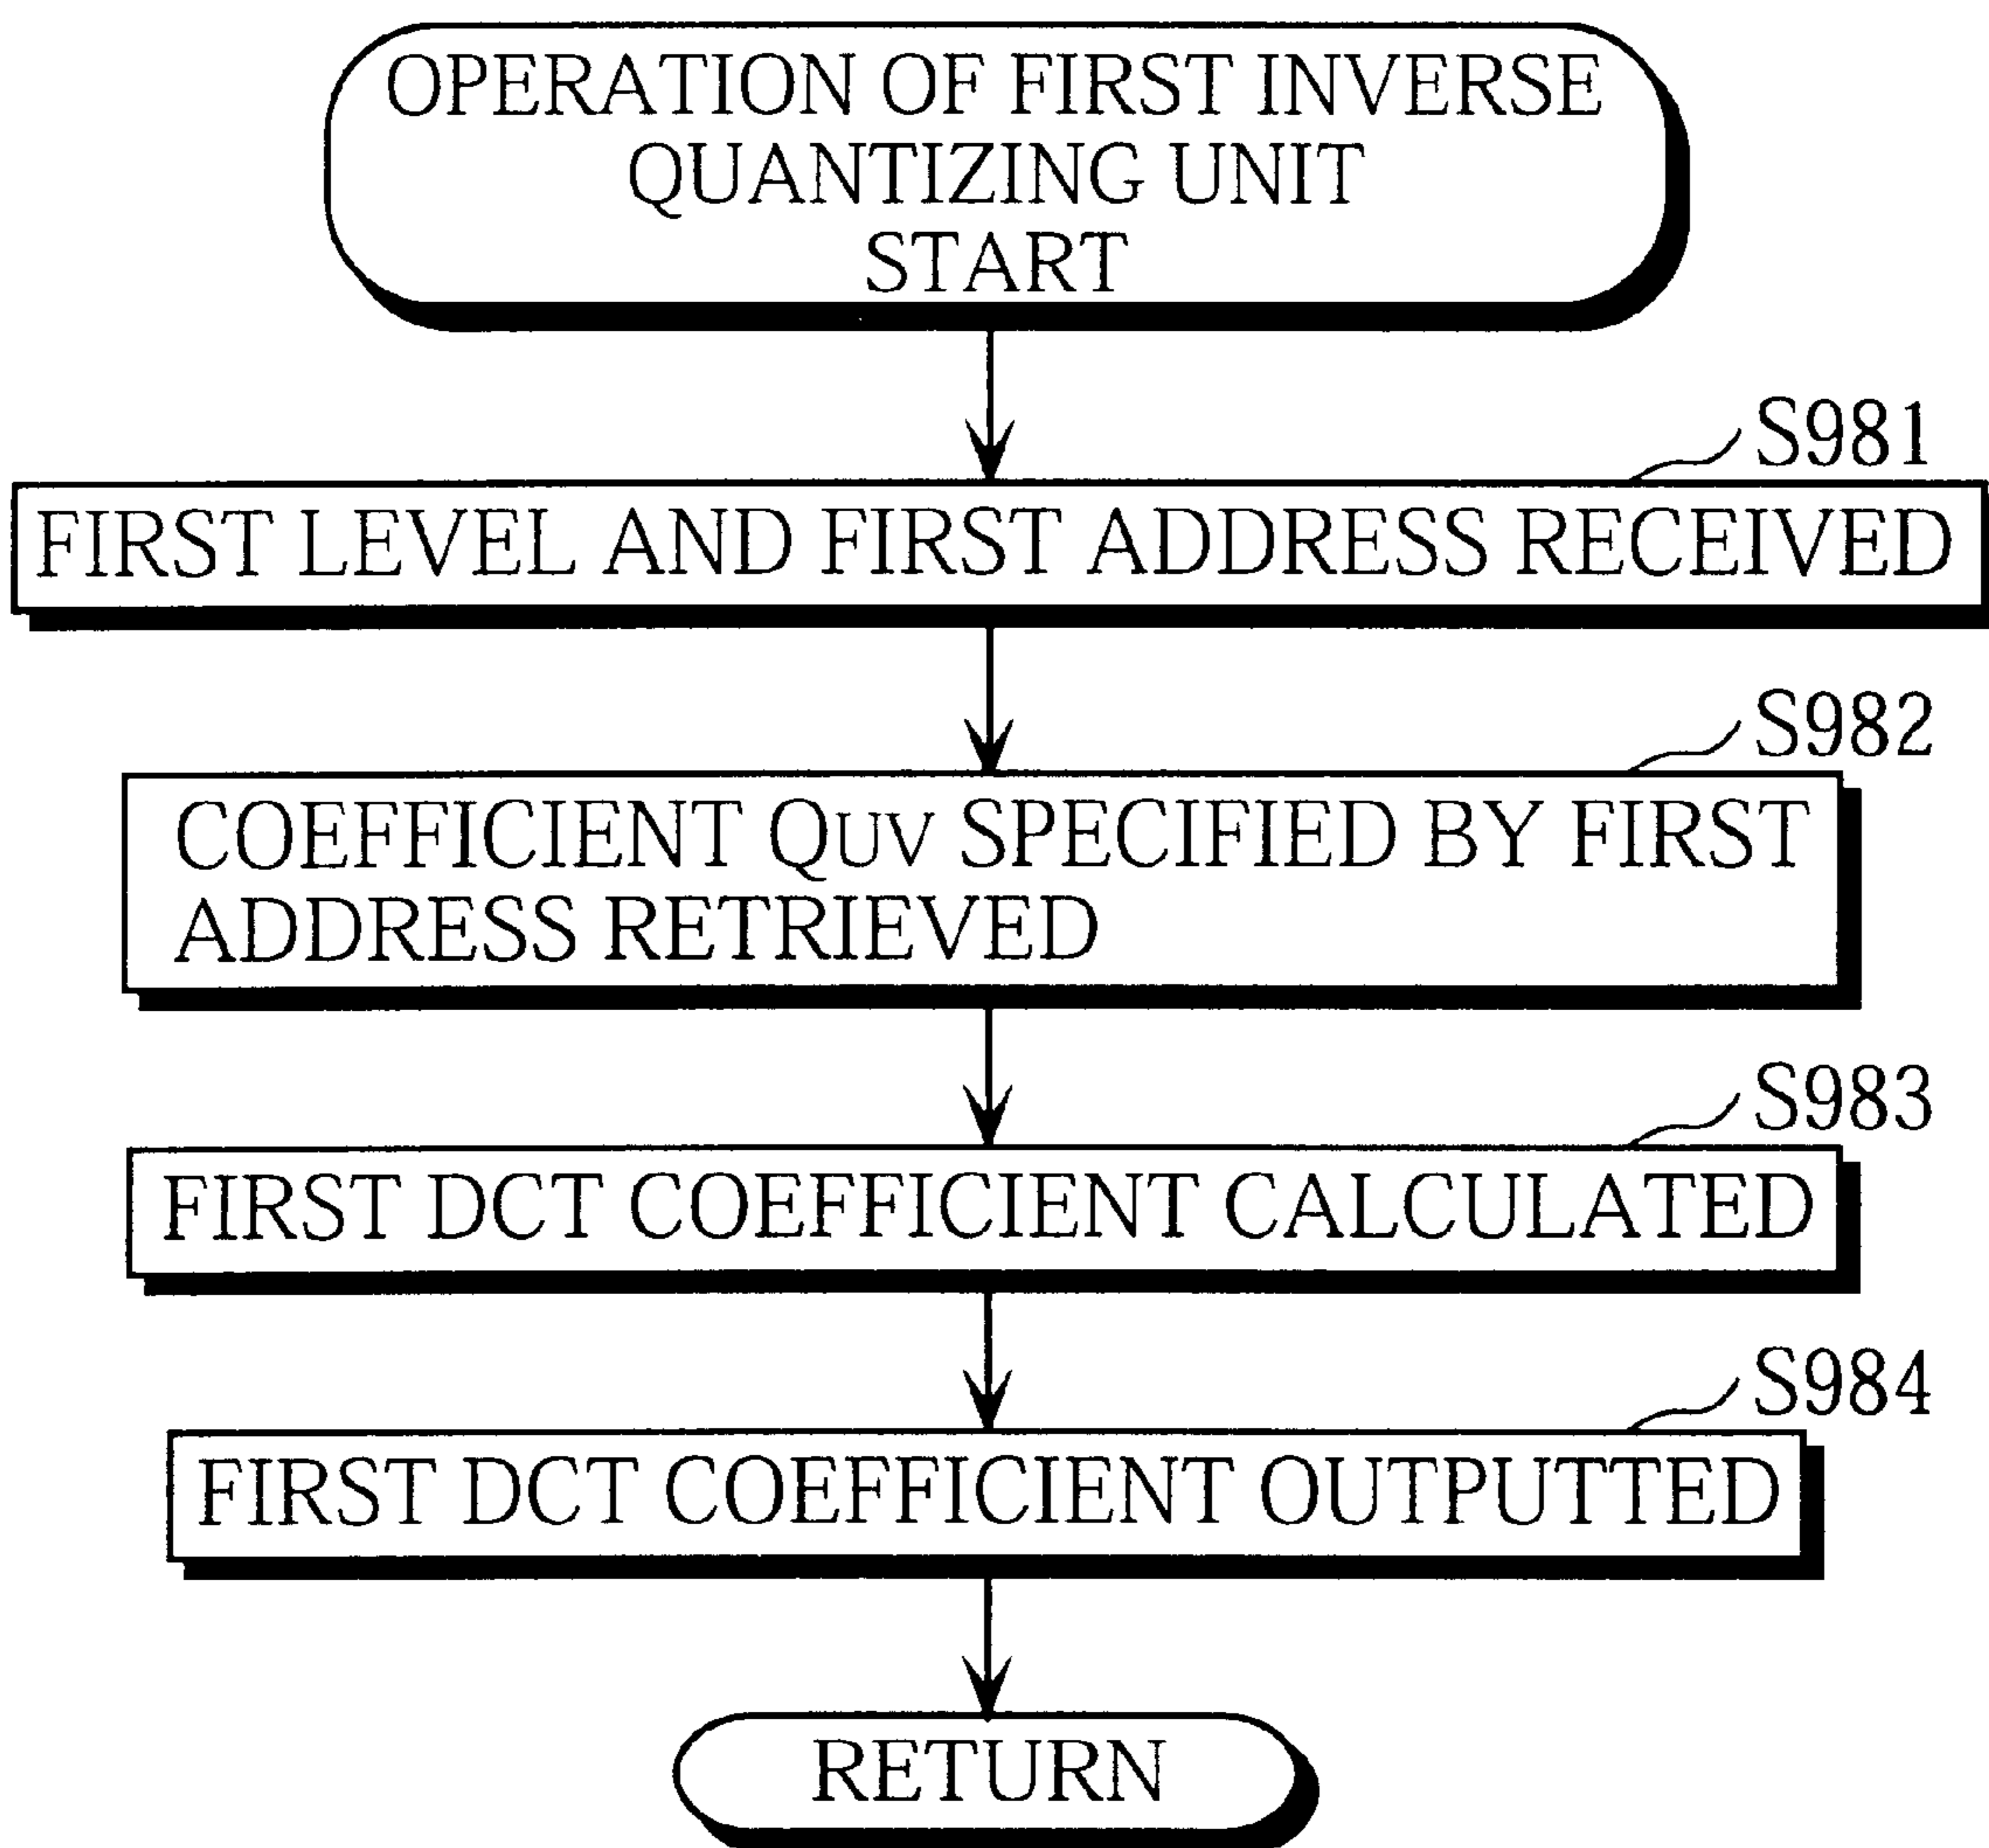 OPERATION OF FIRST INVERSE
QUANTIZING UNIT
START
S981
FIRST LEVEL AND FIRST ADDRESS RECEIVED
S982
COEFFICIENT QUV SPECIFIED BY FIRST
ADDRESS RETRIEVED
S983
FIRST DCT COEFFICIENT CALCULATED
S984
FIRST DCT COEFFICIENT OUTPUTTED
RETURN